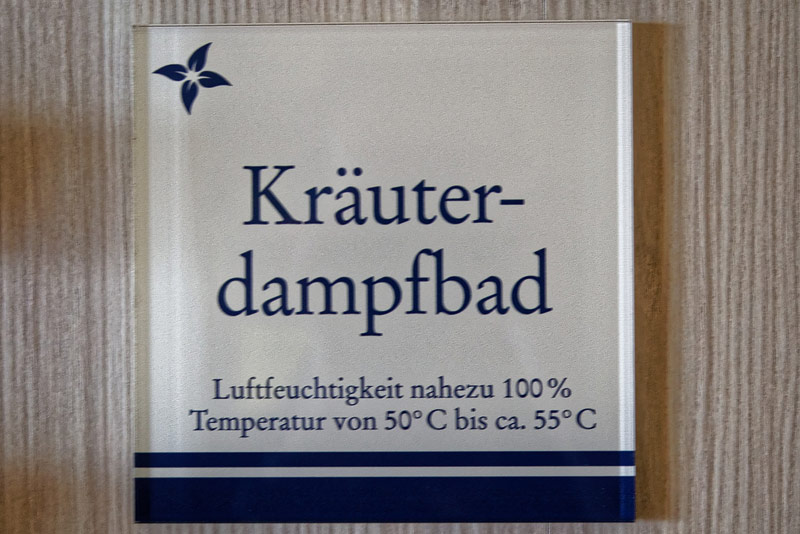 Kräuter-
dampfbad
Luftfeuchtigkeit nahezu 100 %
Temperatur von 50° C bis ca. 55° C